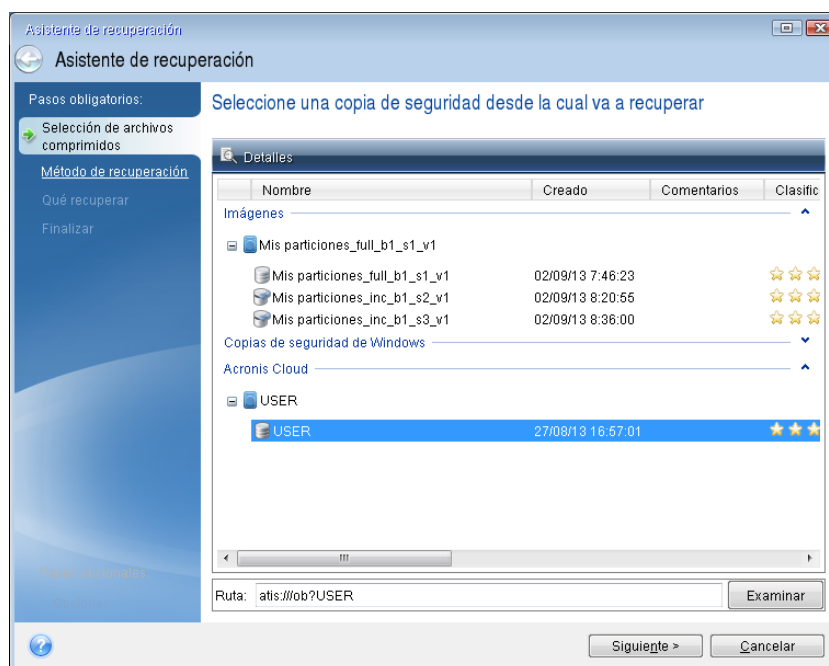 Asistente de recuperación
Asistente de recuperación
Pasos obligatorios:
Selección de archivos
comprimidos
Método de recuperación
Qué recuperar
Finalizar
Seleccione una copia de seguridad desde la cual va a recuperar
Detalles
Nombre Creado Comentarios Clasific
Imágenes
Mis particiones_full_b1_s1_v1
Mis particiones_full_b1_s1_v1 02/09/13 7:46:23
Mis particiones_inc_b1_s2_v1 02/09/13 8:20:55
Mis particiones_inc_b1_s3_v1 02/09/13 8:36:00
Copias de seguridad de Windows
Acronis Cloud
USER
USER 27/08/13 16:57:01
Ruta: atis:///ob?USER Examinar
Siguiente > Cancelar